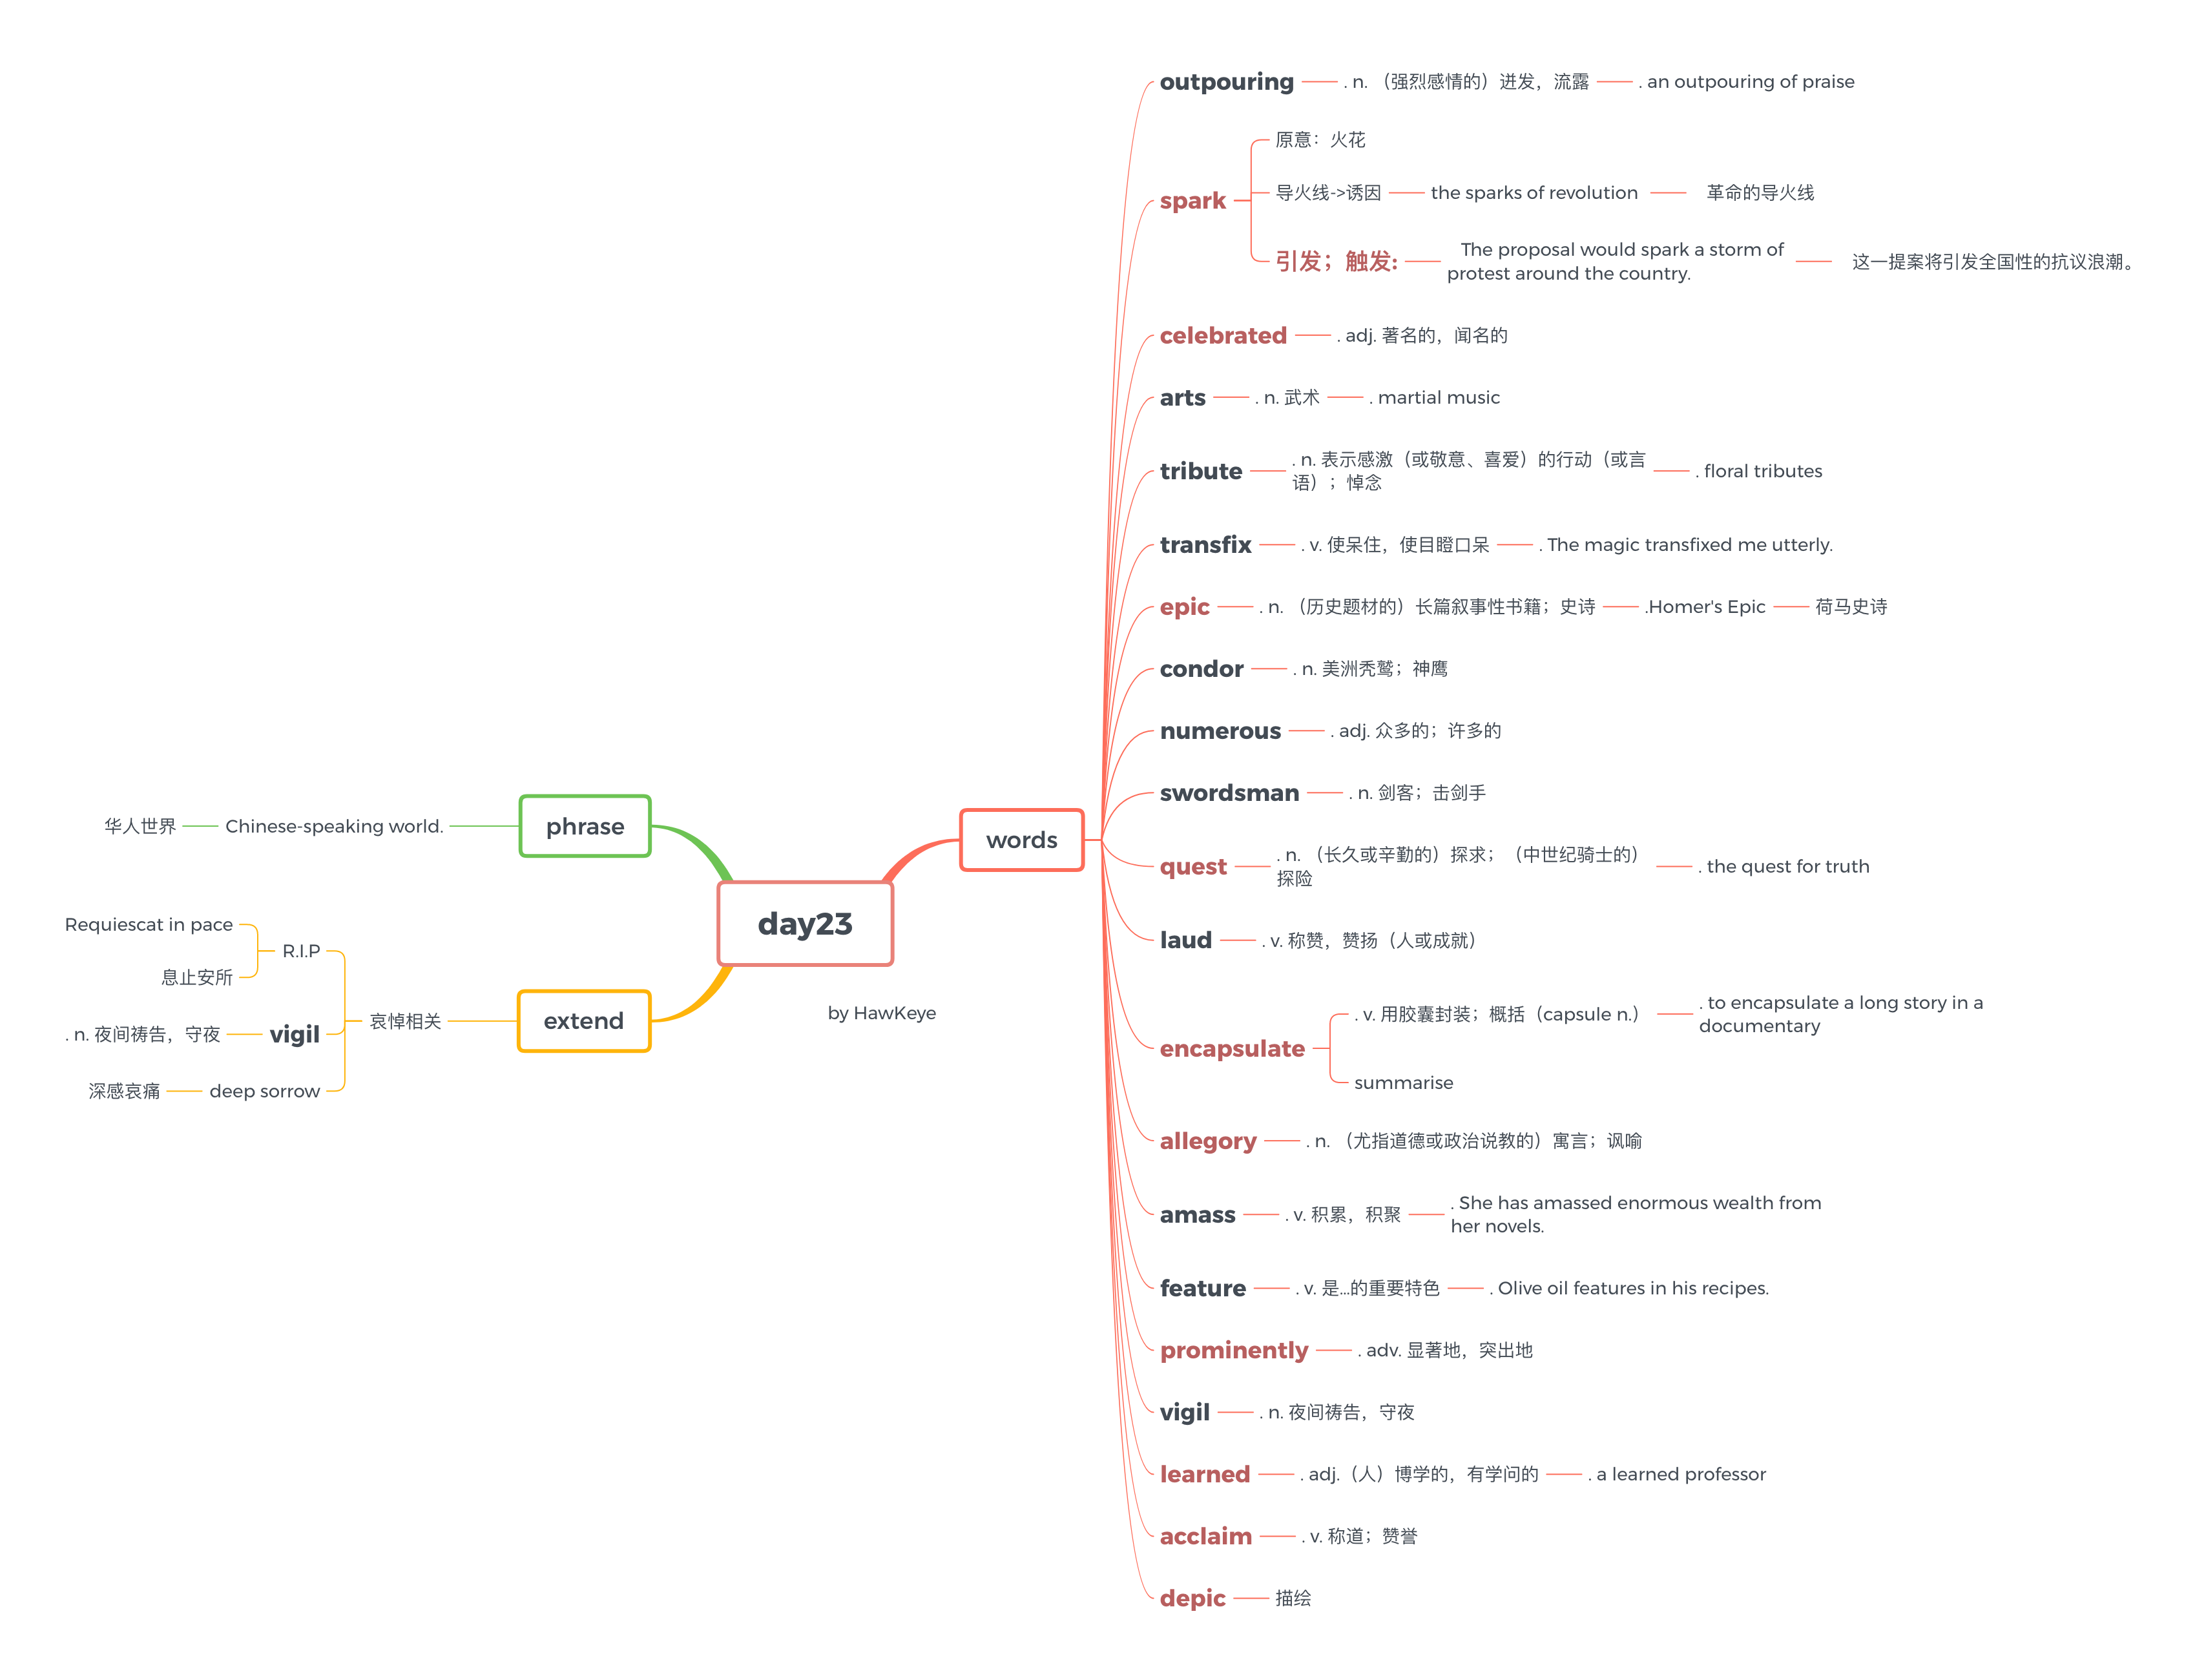 day23
by HawKeye
words
outpouring
. n. （强烈感情的）迸发，流露
. an outpouring of praise
spark
原意：火花
导火线->诱因
the sparks of revolution
革命的导火线
引发；触发:
The proposal would spark a storm of
protest around the country.
这一提案将引发全国性的抗议浪潮。
celebrated
. adj. 著名的，闻名的
arts
. n. 武术
. martial music
tribute
. n. 表示感激（或敬意、喜爱）的行动（或言
语）；悼念
. floral tributes
transfix
. v. 使呆住，使目瞪口呆
. The magic transfixed me utterly.
epic
. n. （历史题材的）长篇叙事性书籍；史诗
.Homer's Epic
荷马史诗
condor
. n. 美洲秃鹫；神鹰
numerous
. adj. 众多的；许多的
swordsman
. n. 剑客；击剑手
quest
. n. （长久或辛勤的）探求；（中世纪骑士的）
探险
. the quest for truth
laud
. v. 称赞，赞扬（人或成就）
encapsulate
. v. 用胶囊封装；概括（capsule n.）
. to encapsulate a long story in a
documentary
summarise
allegory
. n. （尤指道德或政治说教的）寓言；讽喻
amass
. v. 积累，积聚
. She has amassed enormous wealth from
her novels.
feature
. v. 是...的重要特色
. Olive oil features in his recipes.
prominently
. adv. 显著地，突出地
vigil
. n. 夜间祷告，守夜
learned
. adj.（人）博学的，有学问的
. a learned professor
acclaim
. v. 称道；赞誉
depic
描绘
phrase
Chinese-speaking world.
华人世界
extend
哀悼相关
R.I.P
Requiescat in pace
息止安所
vigil
. n. 夜间祷告，守夜
deep sorrow
深感哀痛